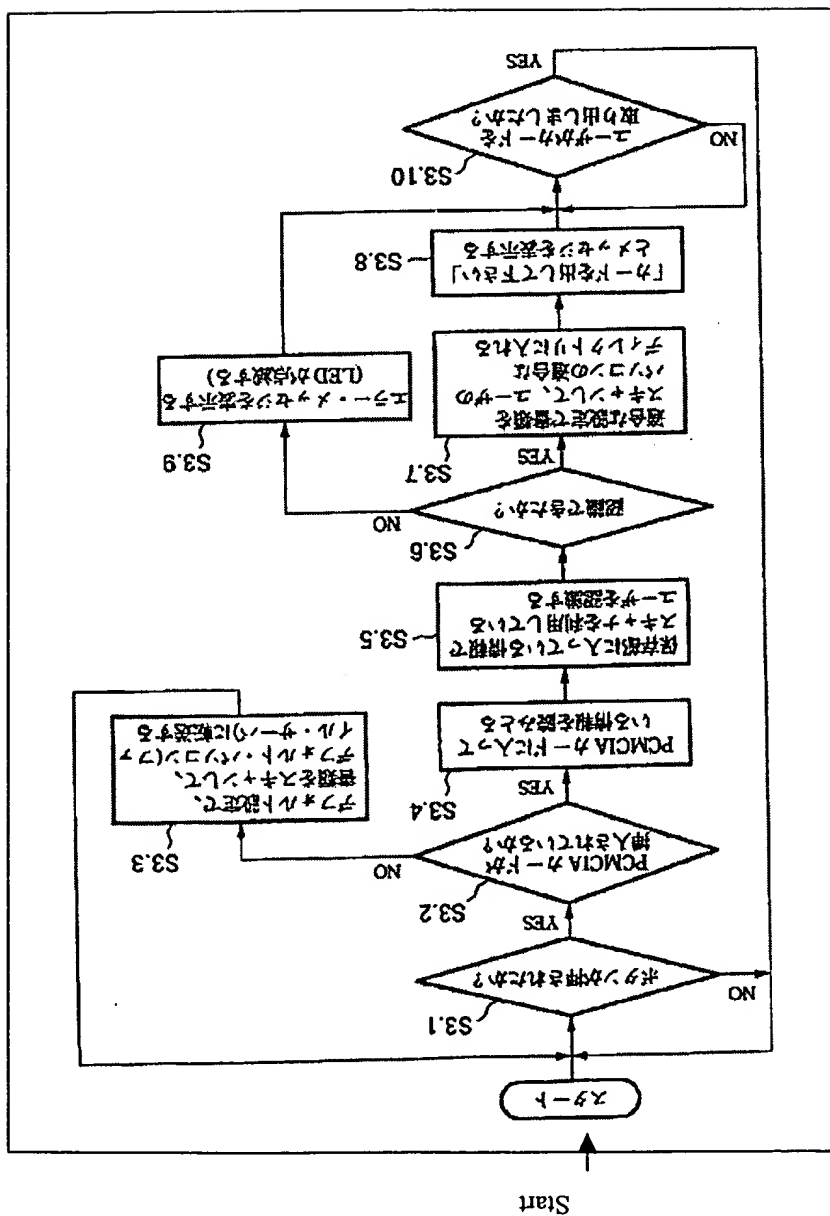 Start
スタート
S3.1
ボタンが押されたか?
NO
YES
S3.2
PCMCIAカードが
挿入されているか?
NO
YES
S3.3
デフォルト設定で、
書類をスキャンして、
デフォルト・パソコン(ファ
イル・サーバ)に転送する
S3.4
PCMCIAカードに入って
いる情報を読みとる
S3.5
保存部に入っている情報で
スキャナを利用している
ユーザを認識する
S3.6
認識できたか?
NO
YES
S3.7
適合な設定で書類を
スキャンして、ユーザの
パソコンの適合は
ディレクトリに入れる
S3.9
エラー・メッセジを表示する
(LEDが点滅する)
S3.8
「カードを出して下さい」
とメッセジを表示する
S3.10
ユーザがカードを
取り出しましたか?
NO
YES